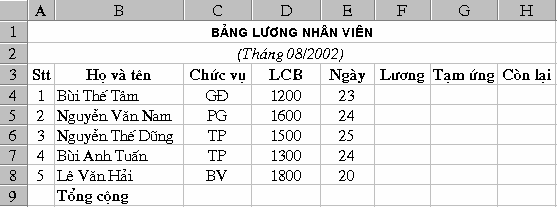 A B C D E F G H
1 BẢNG LƯƠNG NHÂN VIÊN
2 (Tháng 08/2002)
3 Stt Họ và tên Chức vụ LCB Ngày Lương Tạm ứng Còn lại
4 1 Bùi Thế Tâm GĐ 1200 23
5 2 Nguyễn Văn Nam PG 1600 24
6 3 Nguyễn Thế Dũng TP 1500 25
7 4 Bùi Anh Tuấn TP 1300 24
8 5 Lê Văn Hải BV 1800 20
9 Tổng cộng